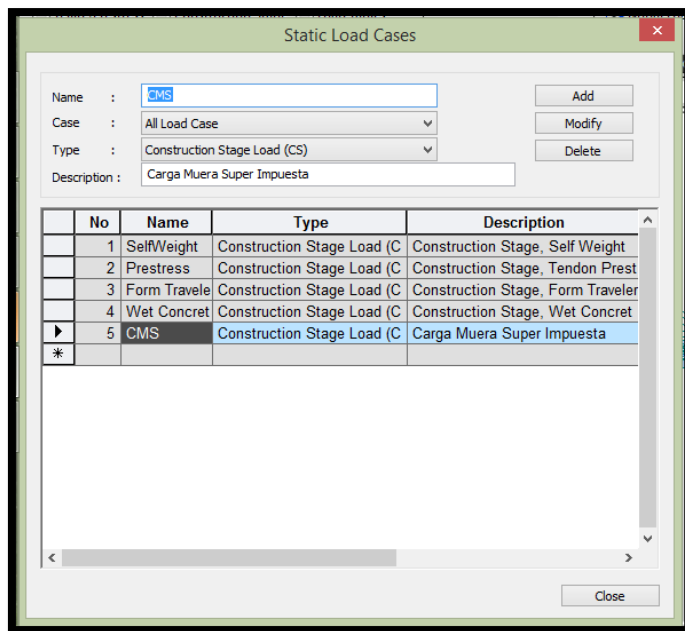 Static Load Cases
Name : CMS Add
Case : All Load Case Modify
Type : Construction Stage Load (CS) Delete
Description : Carga Muera Super Impuesta
No Name Type Description
1 SelfWeight Construction Stage Load (C Construction Stage, Self Weight
2 Prestress Construction Stage Load (C Construction Stage, Tendon Prest
3 Form Travele Construction Stage Load (C Construction Stage, Form Traveler
4 Wet Concret Construction Stage Load (C Construction Stage, Wet Concret
5 CMS Construction Stage Load (C Carga Muera Super Impuesta
Close